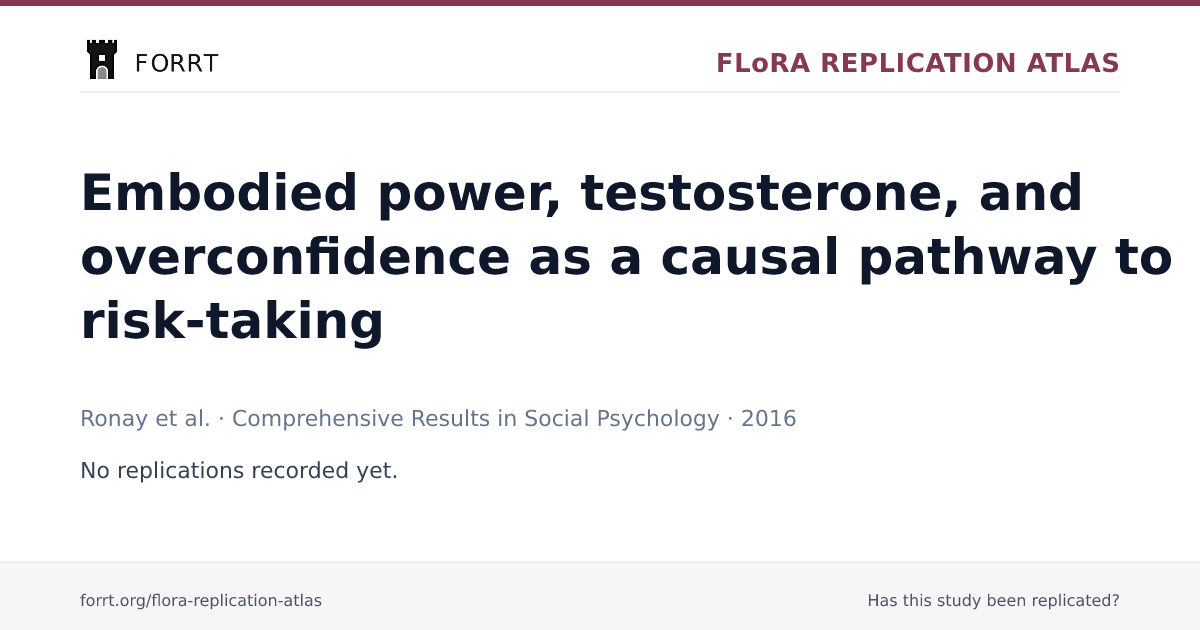 FORRT
FLoRA REPLICATION ATLAS
Embodied power, testosterone, and
overconfidence as a causal pathway to
risk-taking
Ronay et al. · Comprehensive Results in Social Psychology · 2016
No replications recorded yet.
forrt.org/flora-replication-atlas
Has this study been replicated?